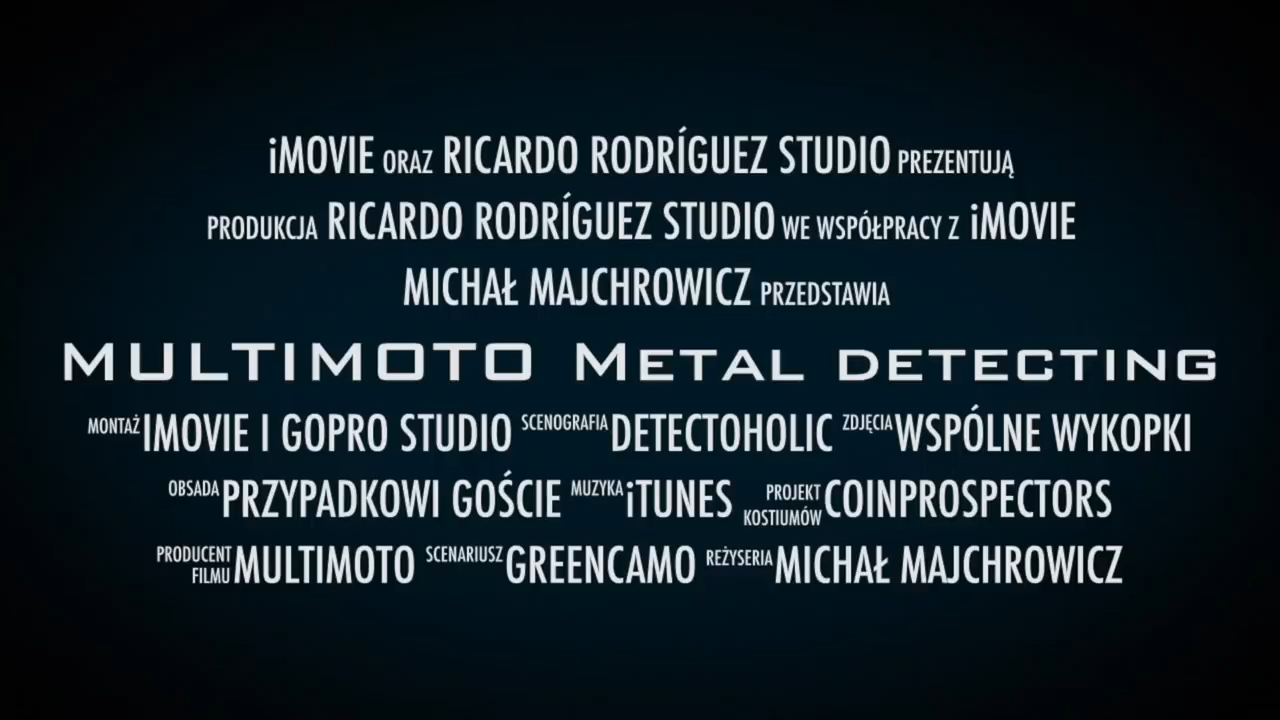 iMOVIE ORAZ RICARDO RODRÍGUEZ STUDIO PREZENTUJĄ
PRODUKCJA RICARDO RODRÍGUEZ STUDIO WE WSPÓŁPRACY Z iMOVIE
MICHAŁ MAJCHROWICZ PRZEDSTAWIA
MULTIMOTO METAL DETECTING
MONTAŻ IMOVIE I GOPRO STUDIO SCENOGRAFIA DETECTOHOLIC ZDJĘCIA WSPÓLNE WYKOPKI
OBSADA PRZYPADKOWI GOŚCIE MUZYKA iTUNES PROJEKT KOSTIUMÓW COINPROSPECTORS
PRODUCENT FILMU MULTIMOTO SCENARIUSZ GREENCAMO REŻYSERIA MICHAŁ MAJCHROWICZ